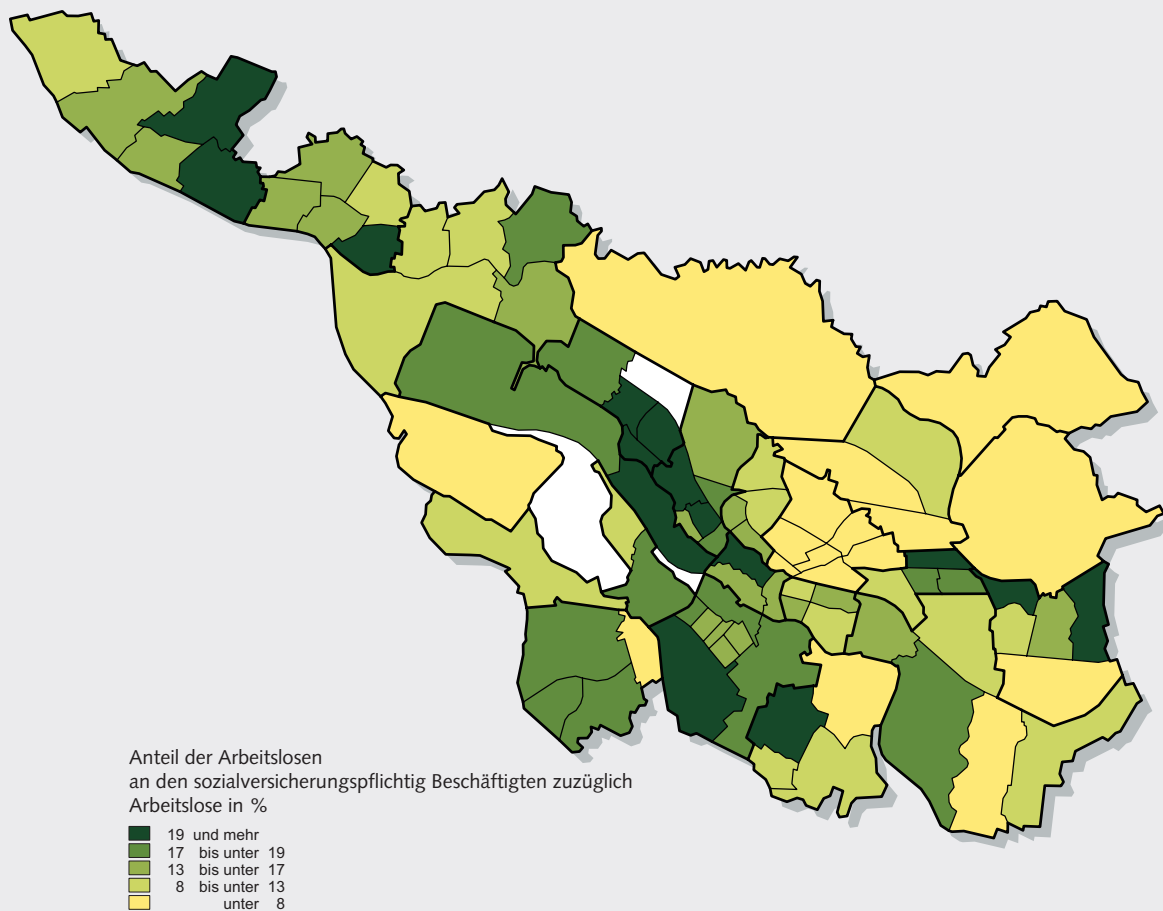 Anteil der Arbeitslosen
an den sozialversicherungspflichtig Beschäftigten zuzüglich
Arbeitslose in %
19 und mehr
17 bis unter 19
13 bis unter 17
8 bis unter 13
unter 8